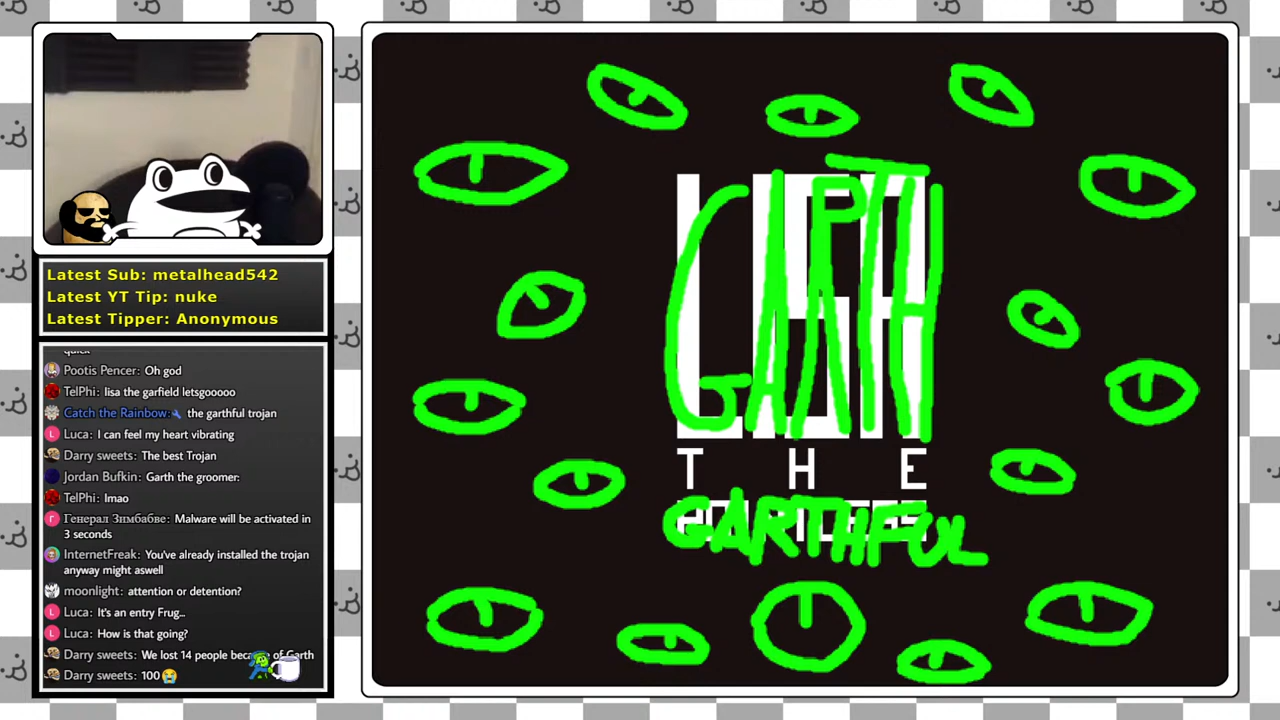 Latest Sub: metalhead542
Latest YT Tip: nuke
Latest Tipper: Anonymous
quick
Pootis Pencer: Oh god
TelPhi: lisa the garfield letsgooooo
Catch the Rainbow: the garthful trojan
Luca: I can feel my heart vibrating
Darry sweets: The best Trojan
Jordan Bufkin: Garth the groomer:
TelPhi: lmao
Генерал Зимбабве: Malware will be activated in
3 seconds
InternetFreak: You've already installed the trojan
anyway might aswell
moonlight: attention or detention?
Luca: It's an entry Frug...
Luca: How is that going?
Darry sweets: We lost 14 people because of Garth
Darry sweets: 100
GARTH
THE
GARTHFUL